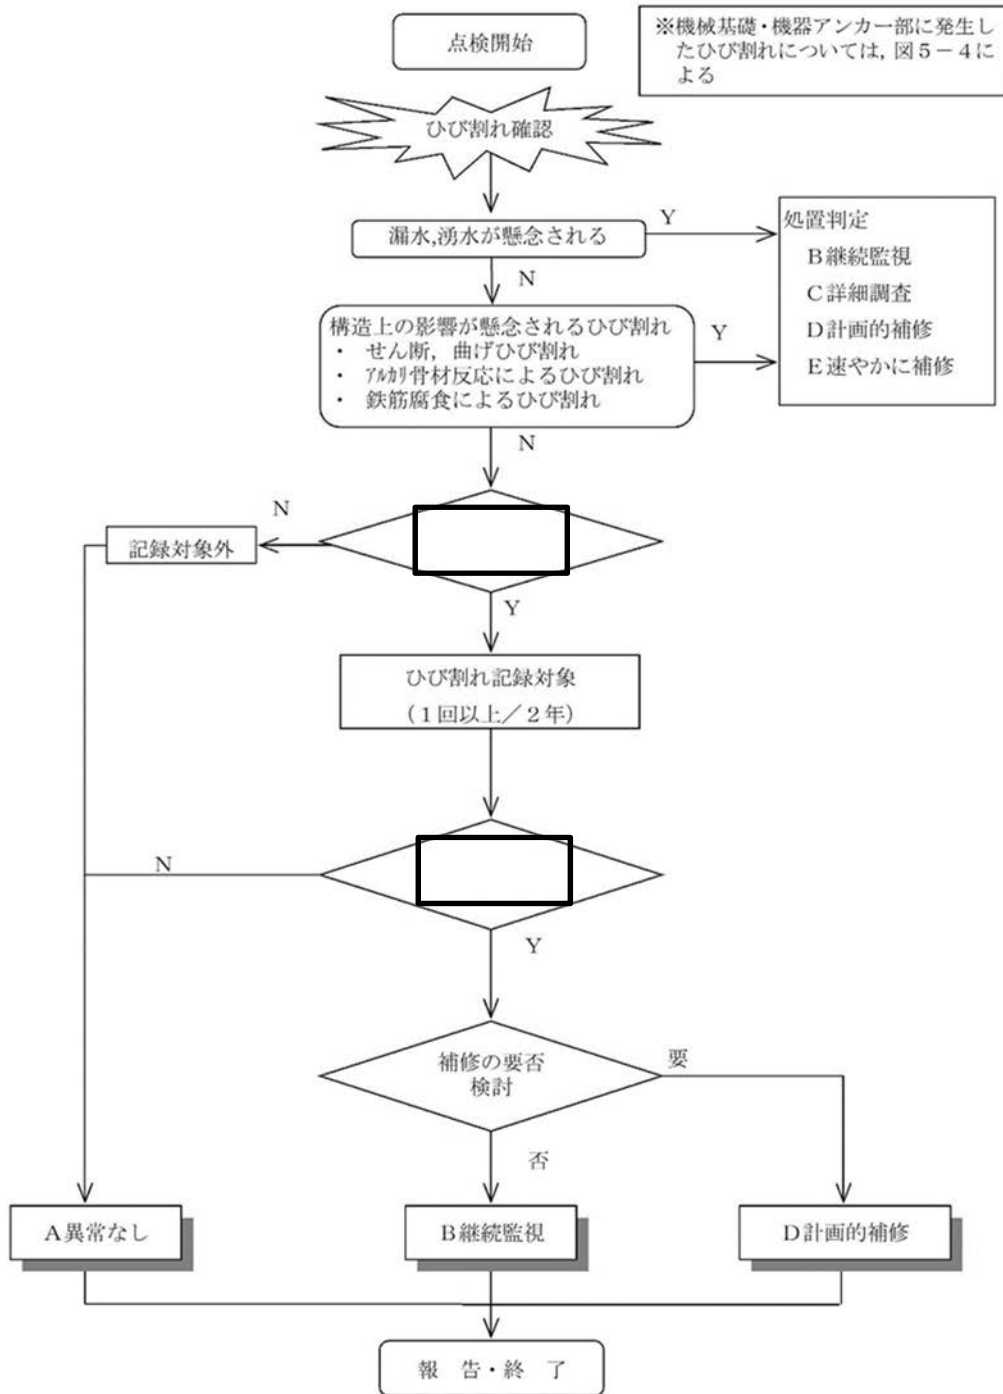 点検開始
※機械基礎・機器アンカー部に発生し
たひび割れについては,図5-4に
よる
ひび割れ確認
漏水,湧水が懸念される
Y
処置判定
B継続監視
C詳細調査
D計画的補修
E速やかに補修
N
構造上の影響が懸念されるひび割れ
・ せん断,曲げひび割れ
・ アルカリ骨材反応によるひび割れ
・ 鉄筋腐食によるひび割れ
Y
N
N
記録対象外
Y
ひび割れ記録対象
(1回以上/2年)
N
Y
補修の要否
検討
要
否
A異常なし
B継続監視
D計画的補修
報 告・終 了